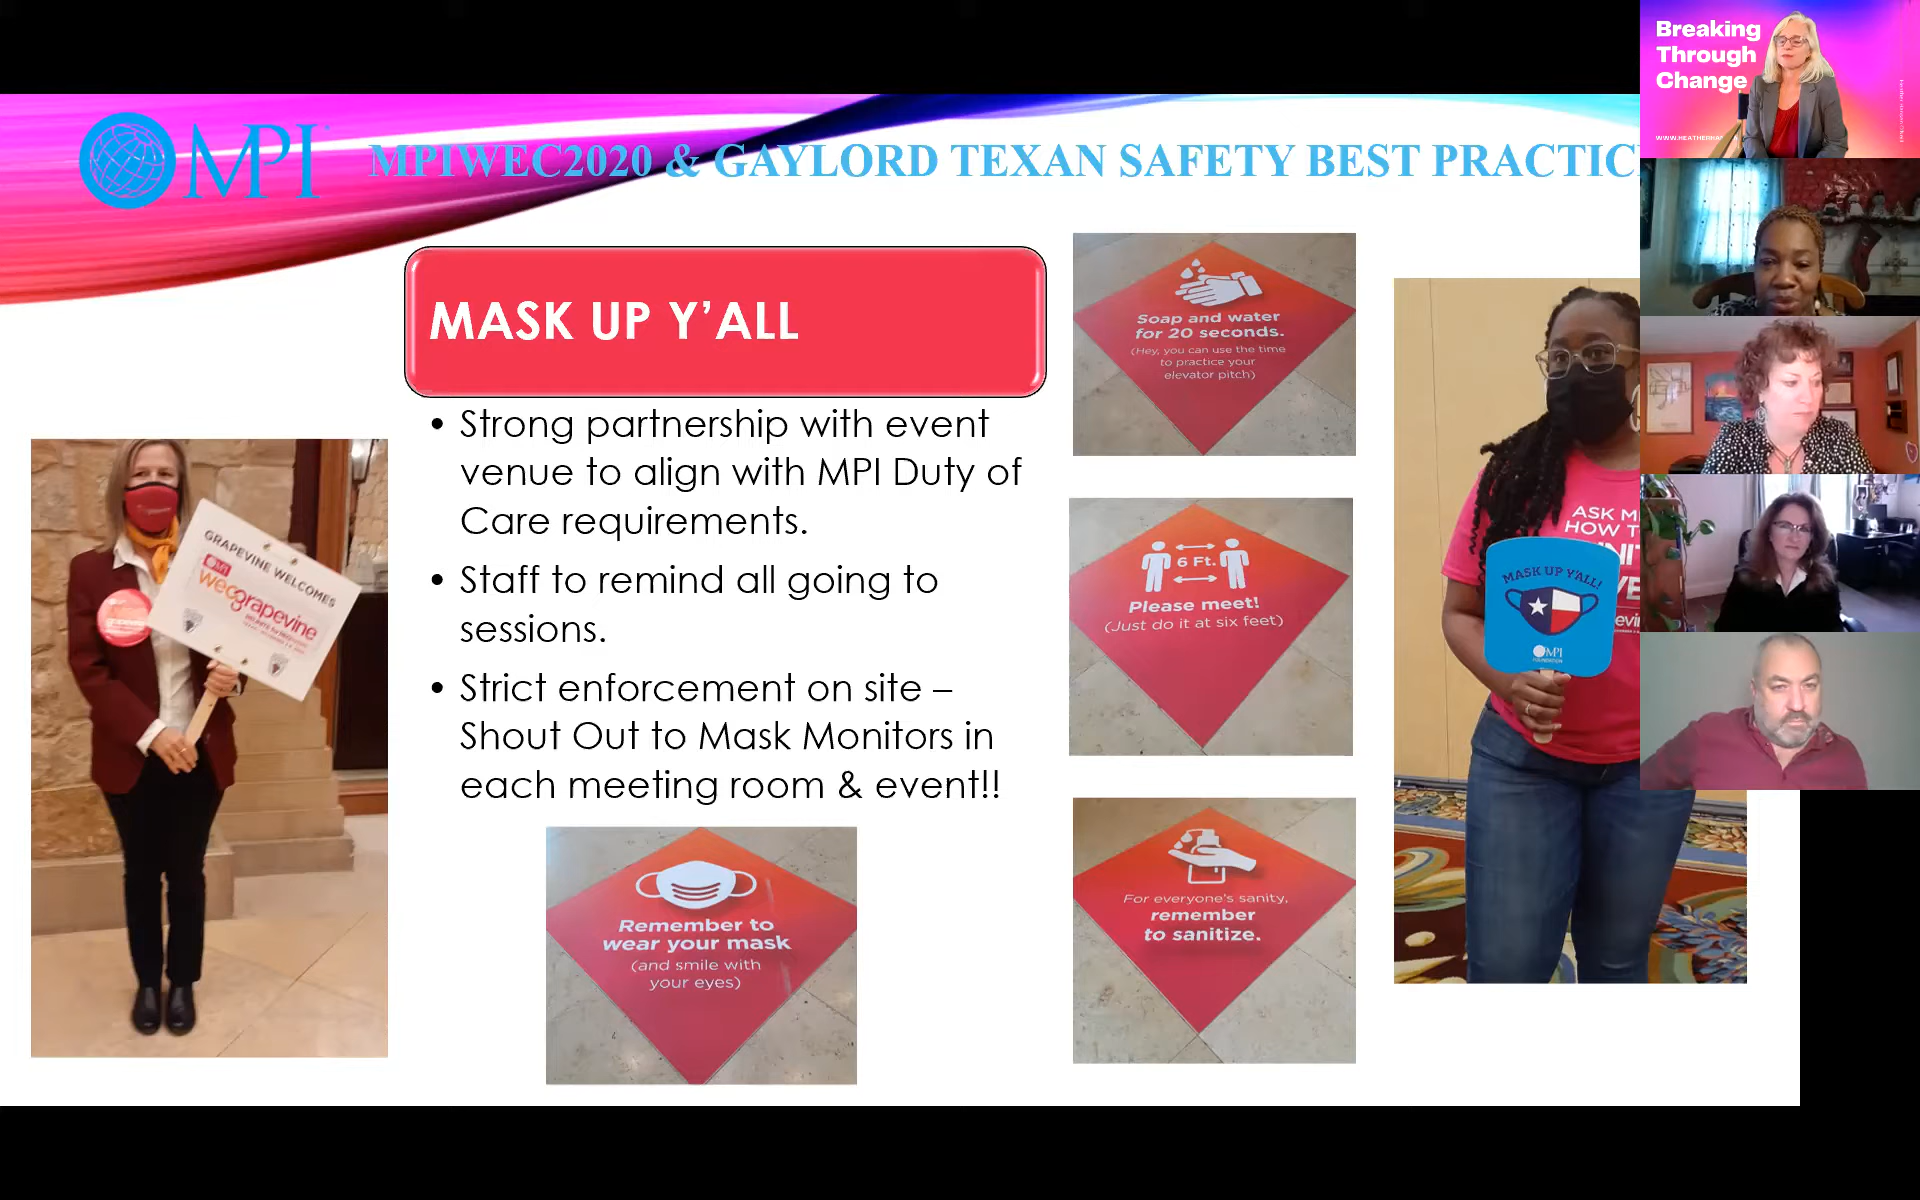 MPI
MPIWEC2020 & GAYLORD TEXAN SAFETY BEST PRACTIC
MASK UP Y’ALL
• Strong partnership with event
venue to align with MPI Duty of
Care requirements.
• Staff to remind all going to
sessions.
• Strict enforcement on site –
Shout Out to Mask Monitors in
each meeting room & event!!
GRAPEVINE WELCOMES
wecgrapevine
Remember to
wear your mask
(and smile with
your eyes)
Soap and water
for 20 seconds.
(Hey, you can use the time
to practice your
elevator pitch)
6 Ft.
Please meet!
(Just do it at six feet)
For everyone's sanity,
remember
to sanitize.
ASK M
HOW T
MASK UP Y'ALL!
MPI
FOUNDATION
Breaking
Through
Change
WWW.HEATHERHA